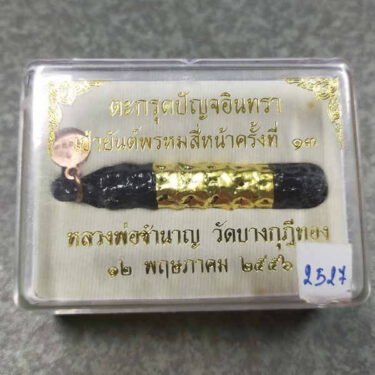 ตะกรุตปัญจอินทรา
เป่ายันต์พรหมสี่หน้าครั้งที่ ๑๓
หลวงพ่อชำนาญ วัดบางกุฎีทอง
๑๒ พฤษภาคม ๒๕๕๖
2527